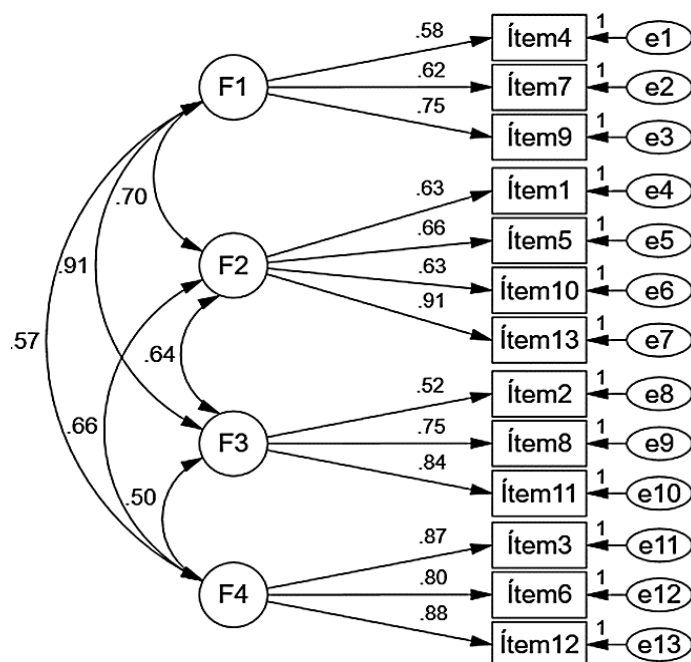 .58 Ítem4 1 e1
F1 .62 Ítem7 1 e2
.75 Ítem9 1 e3
.70
.63 Ítem1 1 e4
.66 Ítem5 1 e5
F2
.91
.63 Ítem10 1 e6
.91 Ítem13 1 e7
.57
.64
.52 Ítem2 1 e8
.66
F3 .75 Ítem8 1 e9
.84 Ítem11 1 e10
.50
.87 Ítem3 1 e11
F4 .80 Ítem6 1 e12
.88 Ítem12 1 e13